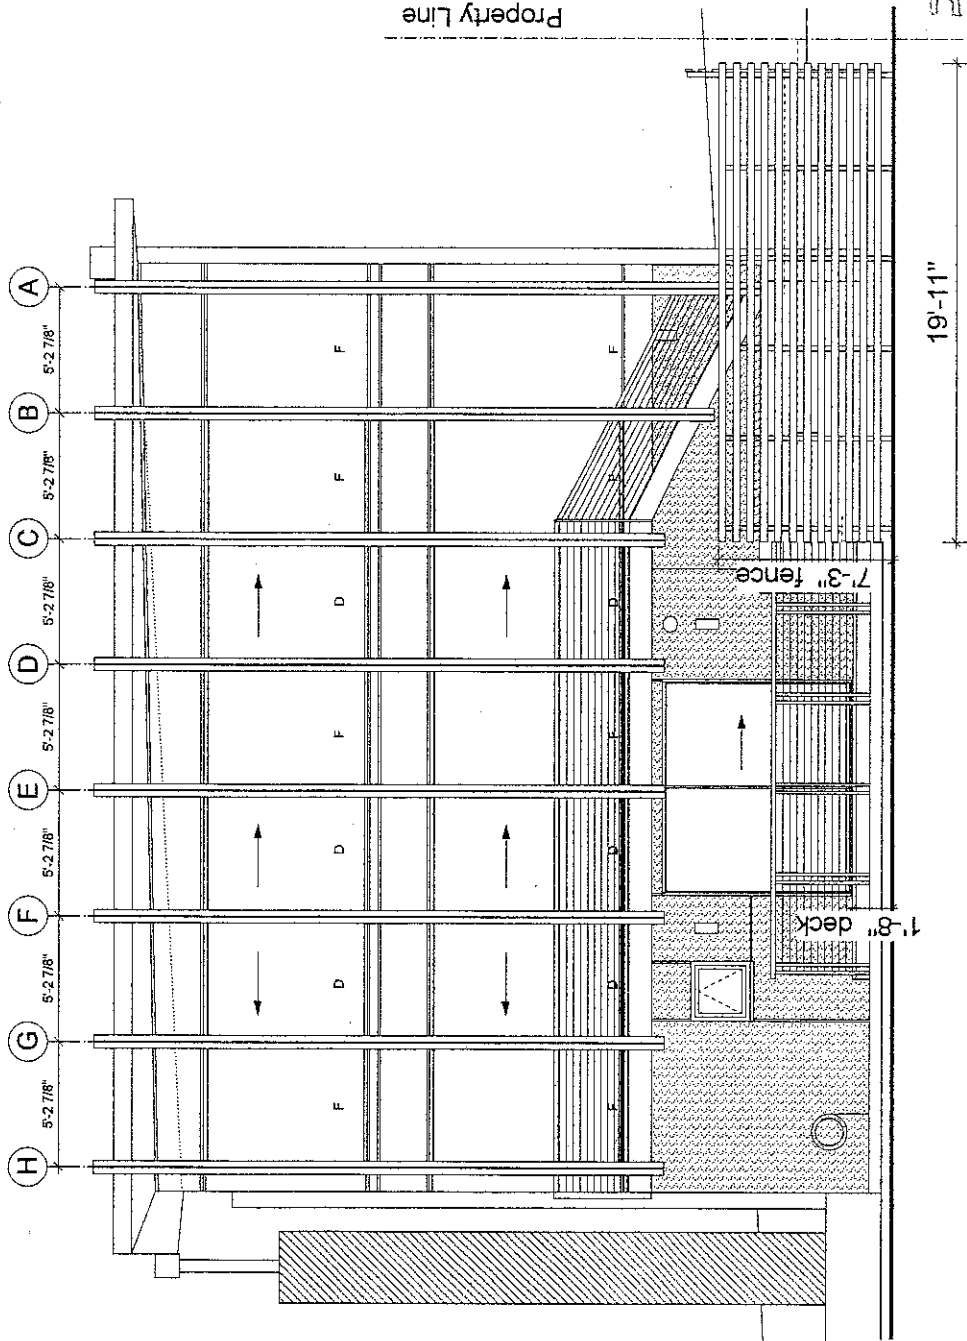 H G F E D C B A
5'-2 7/8" 5'-2 7/8" 5'-2 7/8" 5'-2 7/8" 5'-2 7/8" 5'-2 7/8" 5'-2 7/8"
F D D F D F F
F D D F D F F
Property Line
7'-3" fence
1'-8" deck
19'-11"